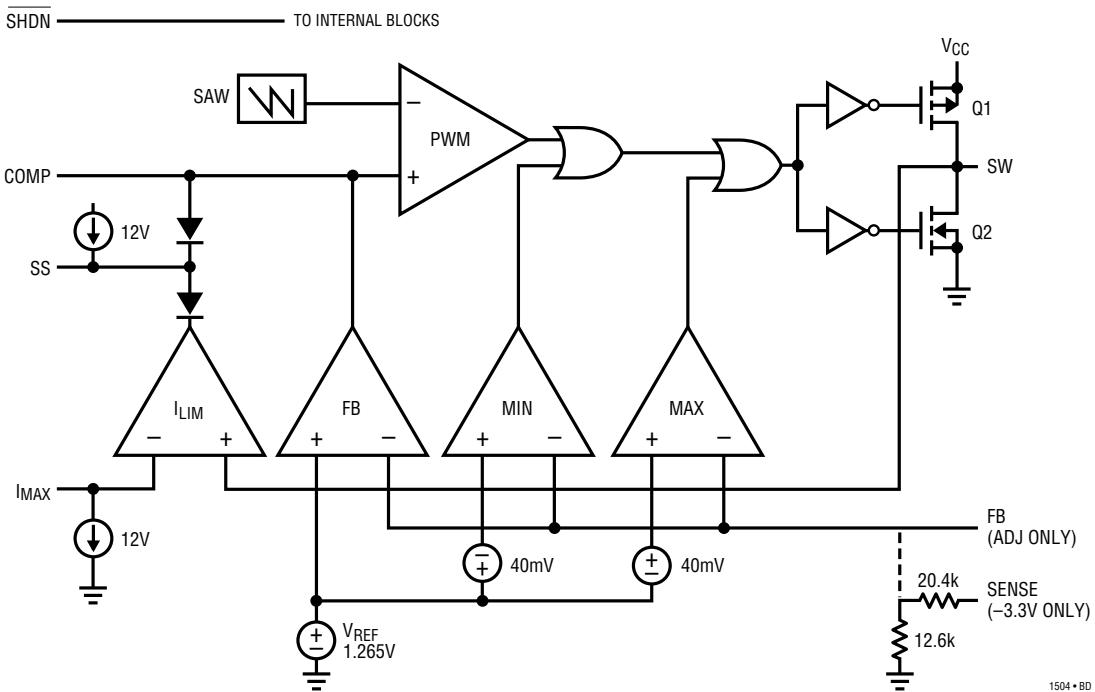 SHDN
TO INTERNAL BLOCKS
VCC
SAW
−
PWM
Q1
COMP
+
SW
12V
Q2
SS
ILIM
FB
MIN
MAX
− +
+ −
+ −
+ −
IMAX
FB
(ADJ ONLY)
12V
−
+
40mV
+
−
40mV
20.4k
SENSE
(–3.3V ONLY)
+
−
VREF
1.265V
12.6k
1504 • BD